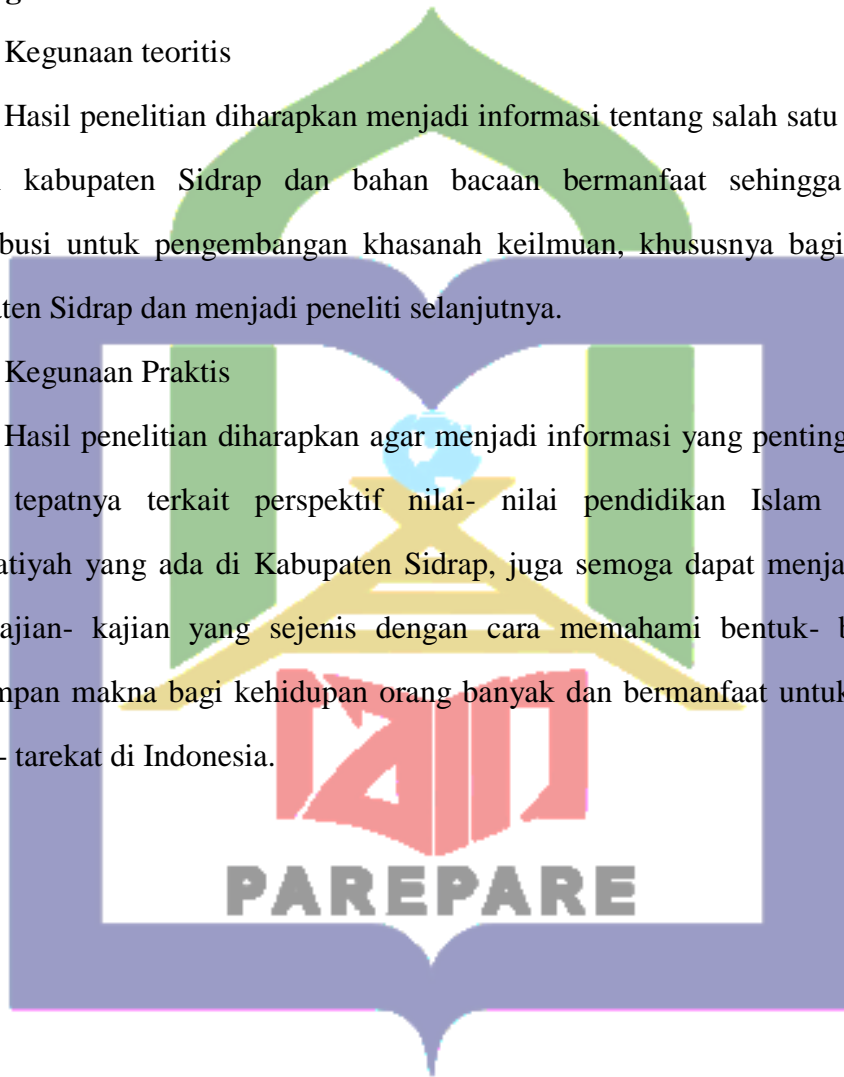 Kegunaan teoritis
Hasil penelitian diharapkan menjadi informasi tentang salah satu
kabupaten Sidrap dan bahan bacaan bermanfaat sehingga
busi untuk pengembangan khasanah keilmuan, khususnya bagi
ten Sidrap dan menjadi peneliti selanjutnya.
Kegunaan Praktis
Hasil penelitian diharapkan agar menjadi informasi yang penting
tepatnya terkait perspektif nilai- nilai pendidikan Islam
atiyah yang ada di Kabupaten Sidrap, juga semoga dapat menja
ajian- kajian yang sejenis dengan cara memahami bentuk- b
mpan makna bagi kehidupan orang banyak dan bermanfaat untuk
- tarekat di Indonesia.
iain
PAREPARE